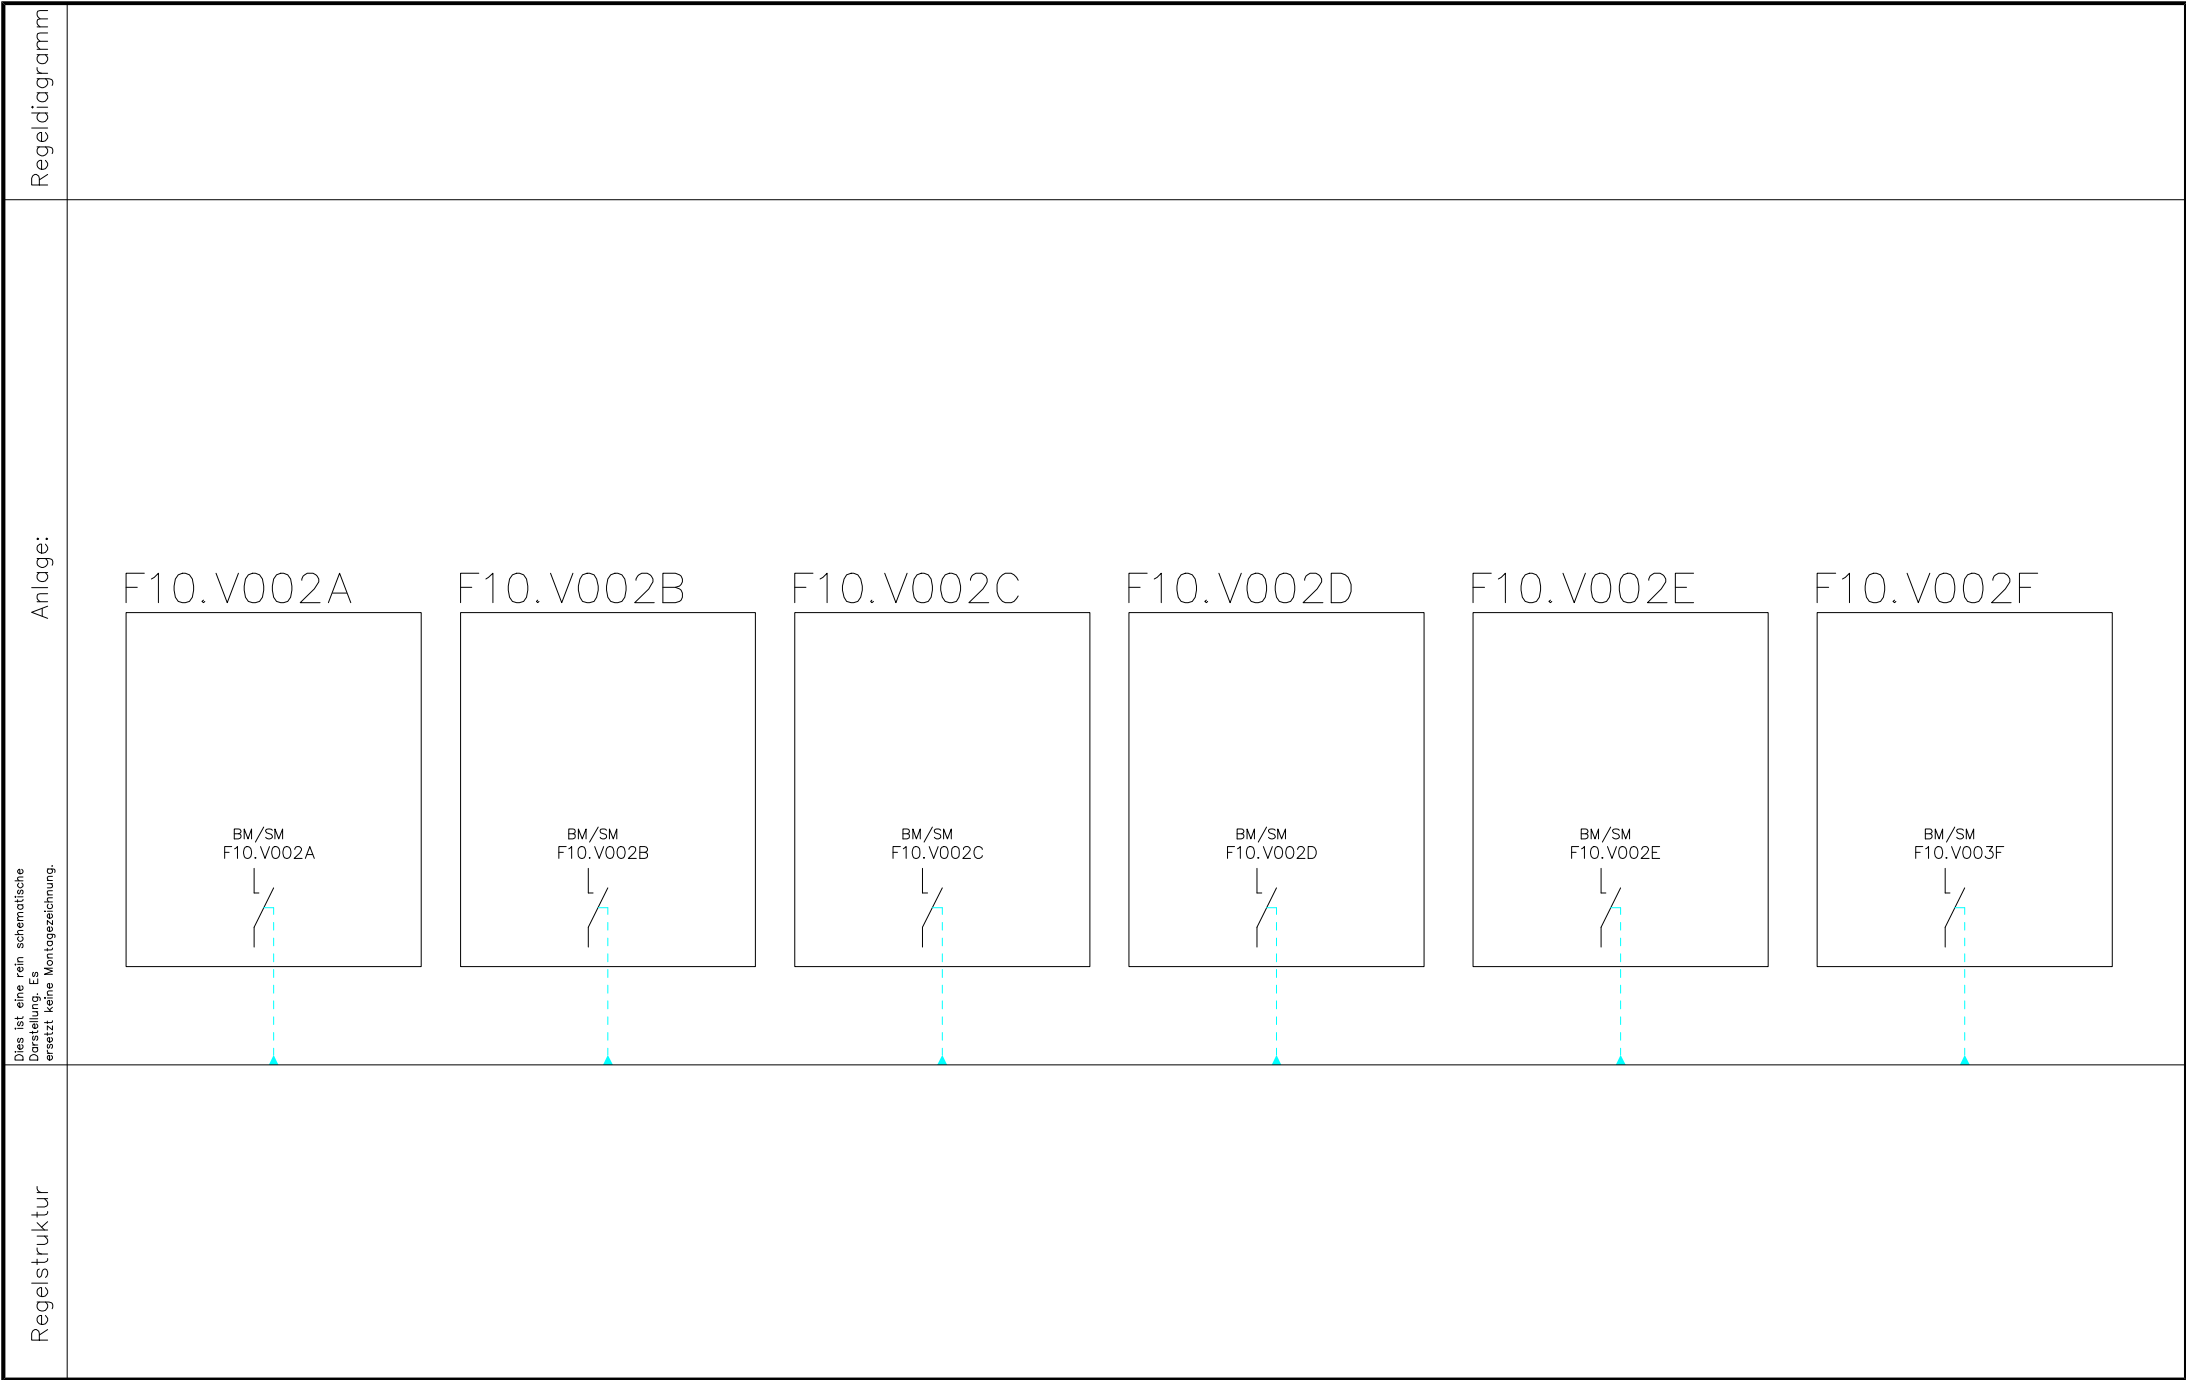 Regeldiagramm
Anlage:
F10.V002A
F10.V002B
F10.V002C
F10.V002D
F10.V002E
F10.V002F
BM/SM
F10.V002A
BM/SM
F10.V002B
BM/SM
F10.V002C
BM/SM
F10.V002D
BM/SM
F10.V002E
BM/SM
F10.V003F
Dies ist eine rein schematische
Darstellung. Es
ersetzt keine Montagezeichnung.
Regelstruktur